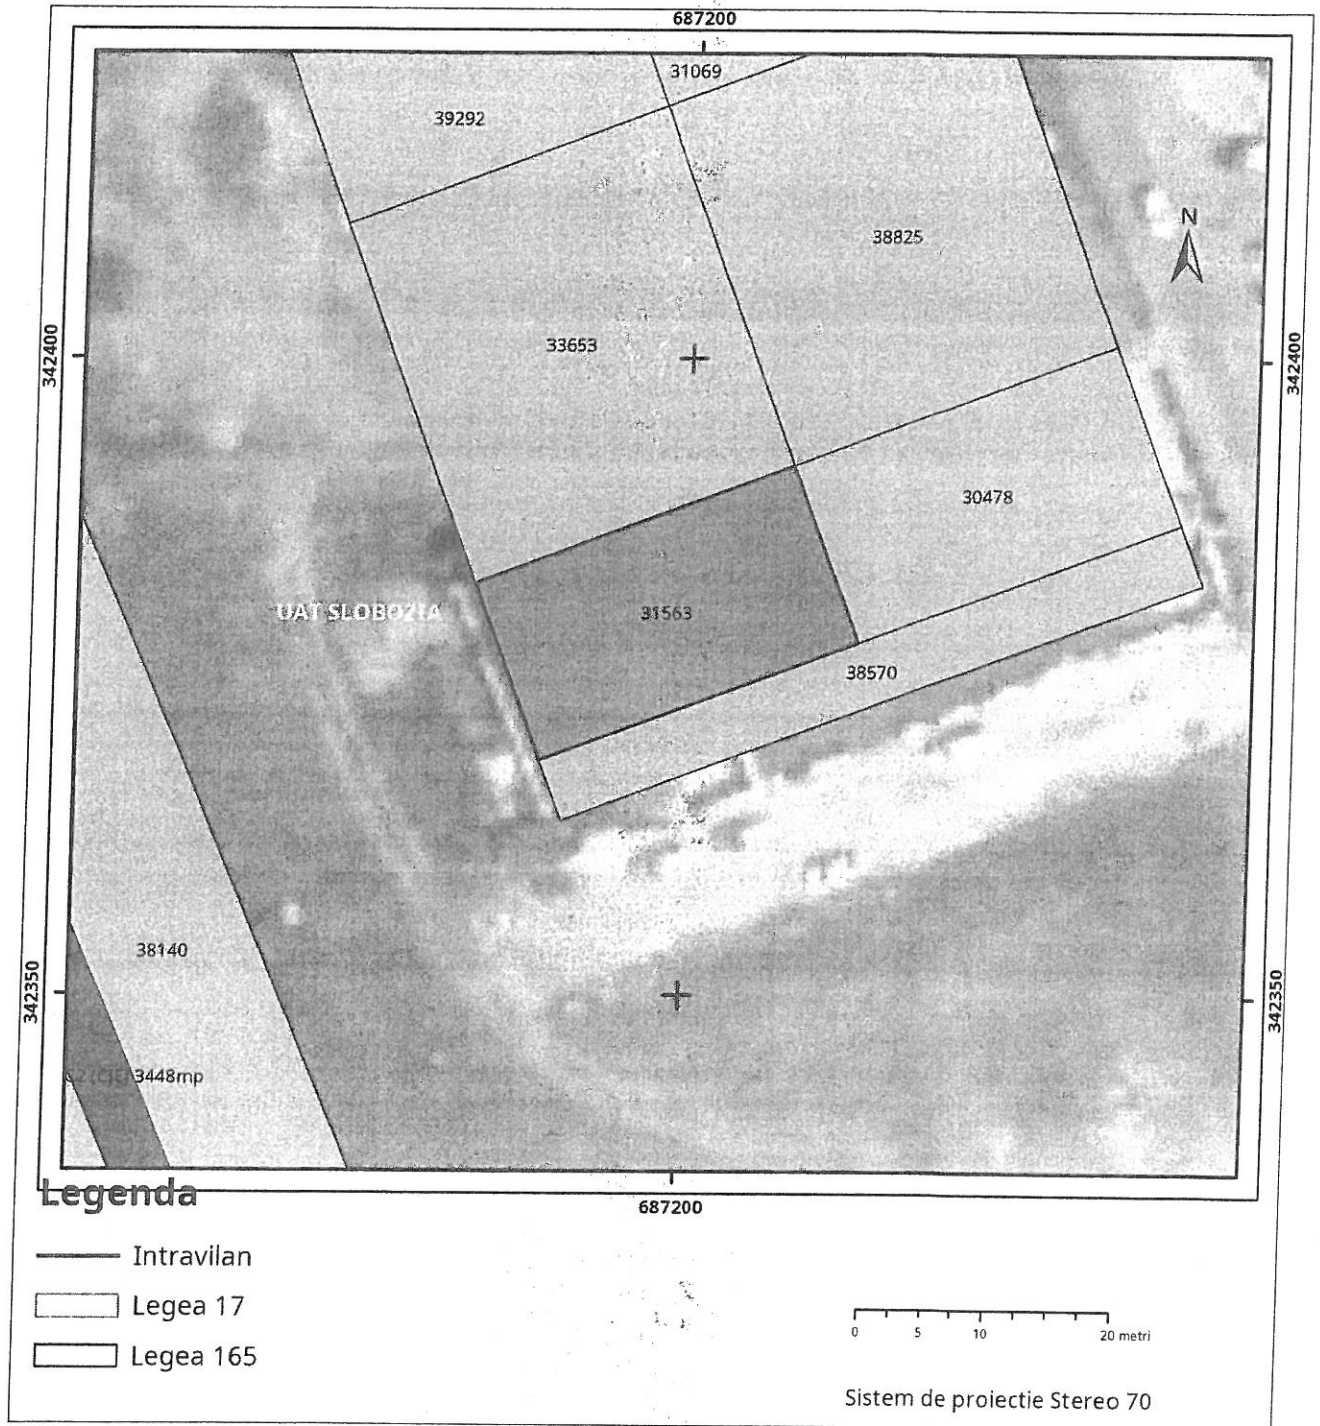 687200
31069
39292
38825
N
342400
33653
342400
30478
UAT SLOBOZIA
31563
38570
38140
342350
342350
3448mp
687200
Legenda
Intravilan
Legea 17
Legea 165
0 5 10 20 metri
Sistem de proiectie Stereo 70